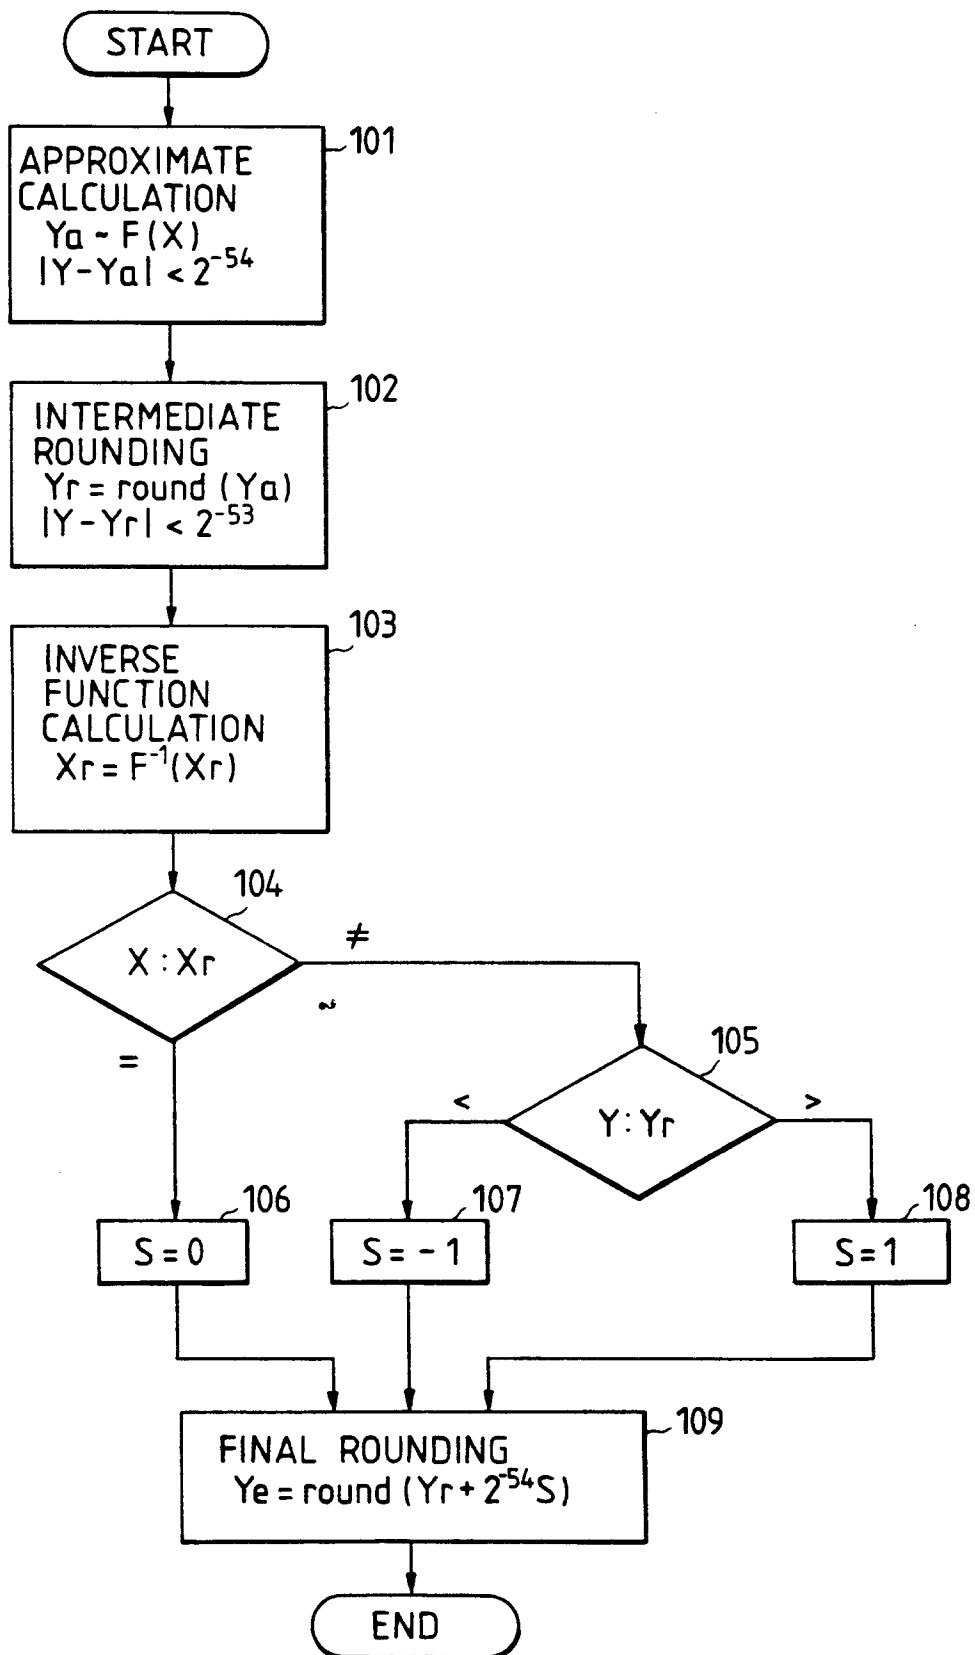 START
101
APPROXIMATE
CALCULATION
Ya ~ F(X)
|Y-Ya| < 2^-54
102
INTERMEDIATE
ROUNDING
Yr = round (Ya)
|Y-Yr| < 2^-53
103
INVERSE
FUNCTION
CALCULATION
Xr = F^-1(Xr)
104
X : Xr
≠
=
105
Y : Yr
<
>
106
S = 0
107
S = - 1
108
S = 1
109
FINAL ROUNDING
Ye = round (Yr + 2^-54 S)
END